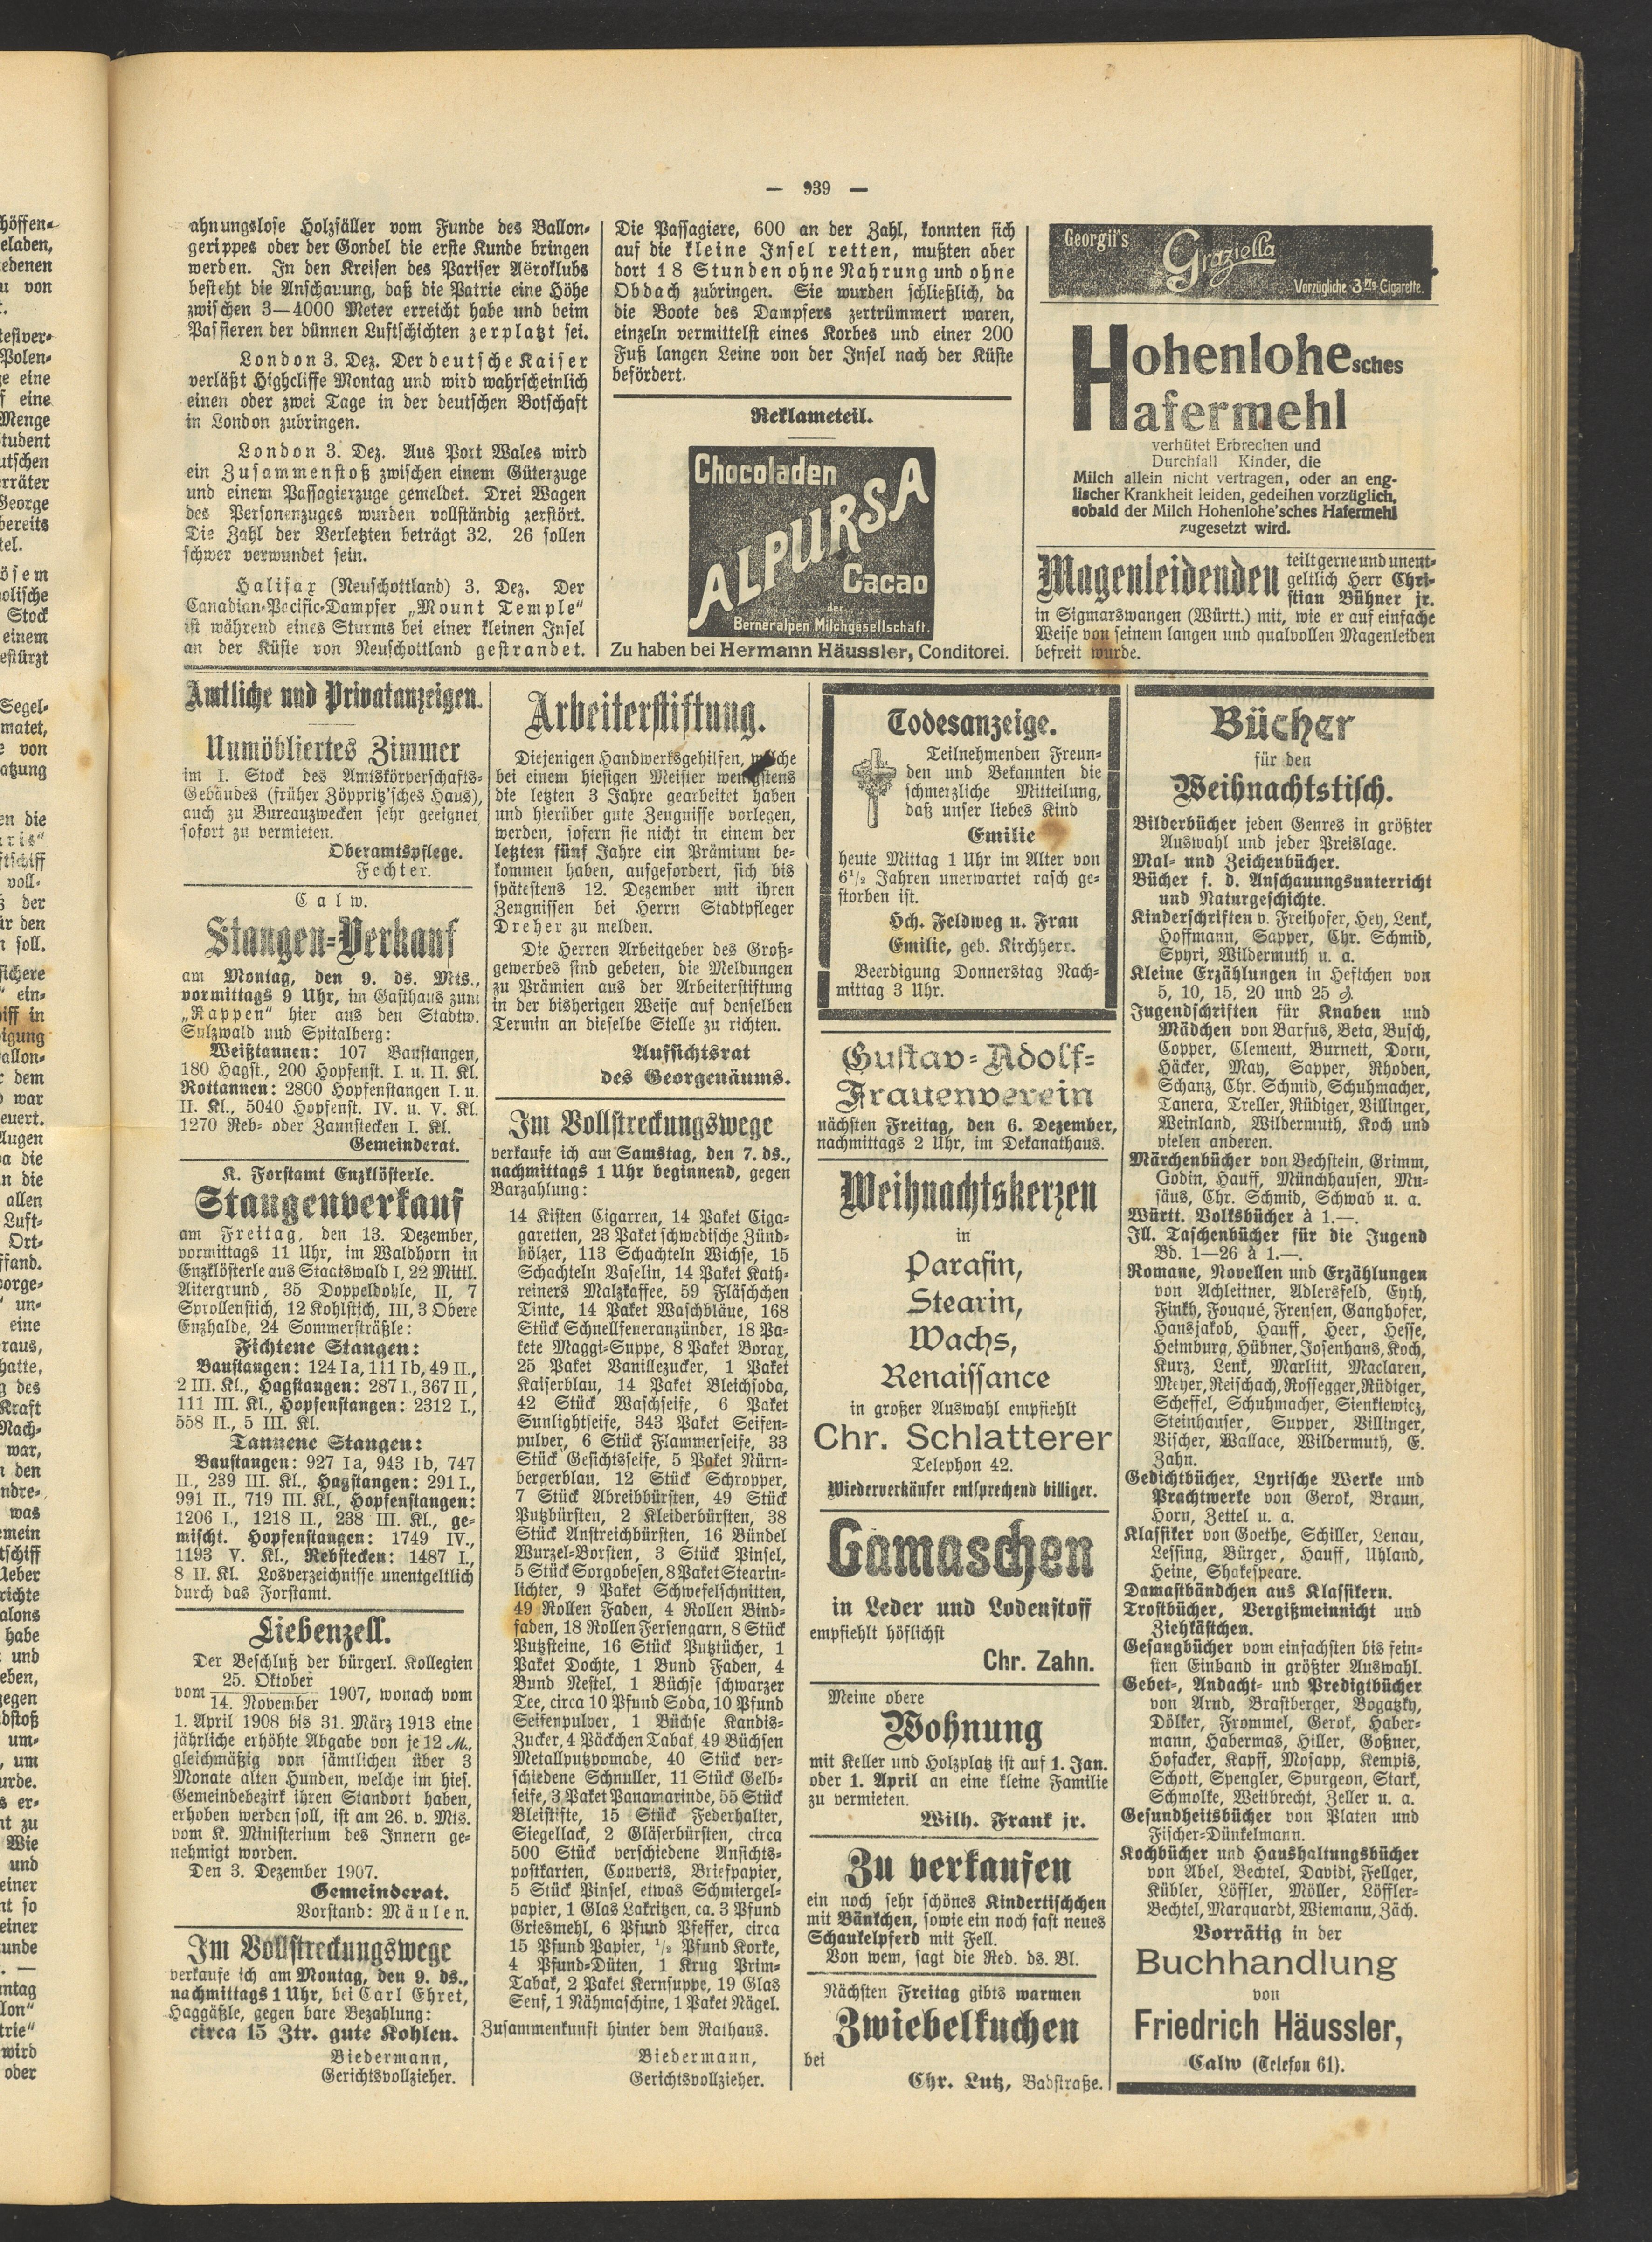 — 939 —
ahnungslose Holzfäller vom Funde des Ballon-
gerippes oder der Gondel die erste Kunde bringen
werden. In den Kreisen des Pariser Aëroklubs
besteht die Anschauung, daß die Patrie eine Höhe
zwischen 3—4000 Meter erreicht habe und beim
Passieren der dünnen Luftschichten zerplatzt sei.
London 3. Dez. Der deutsche Kaiser
verläßt Highcliffe Montag und wird wahrscheinlich
einen oder zwei Tage in der deutschen Botschaft
in London zubringen.
London 3. Dez. Aus Port Wales wird
ein Zusammenstoß zwischen einem Güterzuge
und einem Passagierzuge gemeldet. Drei Wagen
des Personenzuges wurden vollständig zerstört.
Die Zahl der Verletzten beträgt 32. 26 sollen
schwer verwundet sein.
Halifax (Neuschottland) 3. Dez. Der
Canadian-Pacific-Dampfer „Mount Temple“
ist während eines Sturms bei einer kleinen Insel
an der Küste von Neuschottland gestrandet.
Die Passagiere, 600 an der Zahl, konnten sich
auf die kleine Insel retten, mußten aber
dort 18 Stunden ohne Nahrung und ohne
Obdach zubringen. Sie wurden schließlich, da
die Boote des Dampfers zertrümmert waren,
einzeln vermittelst eines Korbes und einer 200
Fuß langen Leine von der Insel nach der Küste
befördert.
Reklameteil.
Chocoladen
ALPURSA
Cacao
der
Berneralpen Milchgesellschaft.
Zu haben bei Hermann Häussler, Conditorei.
Georgii's
Graziella
Vorzügliche 3 Pfg. Cigarette.
Hohenlohesches
Hafermehl
verhütet Erbrechen und
Durchfall Kinder, die
Milch allein nicht vertragen, oder an eng-
lischer Krankheit leiden, gedeihen vorzüglich,
sobald der Milch Hohenlohe'sches Hafermehl
zugesetzt wird.
Magenleidenden teilt gerne und unent-
geltlich Herr Chri-
stian Bühner jr.
in Sigmarswangen (Württ.) mit, wie er auf einfache
Weise von seinem langen und qualvollen Magenleiden
befreit wurde.
Amtliche und Privatanzeigen.
Unmöbliertes Zimmer
im I. Stock des Amtskörperschafts-
Gebäudes (früher Zöppritz'sches Haus),
auch zu Bureauzwecken sehr geeignet
sofort zu vermieten.
Oberamtspflege.
Fechter.
Calw.
Stangen-Verkauf
am Montag, den 9. ds. Mts.,
vormittags 9 Uhr, im Gasthaus zum
„Rappen“ hier aus den Stadtw.
Sulzwald und Spitalberg:
Weißtannen: 107 Baustangen,
180 Hagst., 200 Hopfenst. I. u. II. Kl.
Rottannen: 2800 Hopfenstangen I. u.
II. Kl., 5040 Hopfenst. IV. u. V. Kl.
1270 Reb- oder Zaunstecken I. Kl.
Gemeinderat.
K. Forstamt Enzklösterle.
Stangenverkauf
am Freitag, den 13. Dezember,
vormittags 11 Uhr, im Waldhorn in
Enzklösterle aus Staatswald I, 22 Mittl.
Aitergrund, 35 Doppeldohle, II, 7
Sprollenstich, 12 Kohlstich, III, 3 Obere
Enzhalde, 24 Sommersträßle:
Fichtene Stangen:
Baustangen: 124 Ia, 111 Ib, 49 II.,
2 III. Kl., Hagstangen: 287 I., 367 II.,
111 III. Kl., Hopfenstangen: 2312 I.,
558 II., 5 III. Kl.
Tannene Stangen:
Baustangen: 927 Ia, 943 Ib, 747
II., 239 III. Kl., Hagstangen: 291 I.,
991 II., 719 III. Kl., Hopfenstangen:
1206 I., 1218 II., 238 III. Kl., ge-
mischt. Hopfenstangen: 1749 IV.,
1193 V. Kl., Rebstecken: 1487 I.,
8 II. Kl. Losverzeichnisse unentgeltlich
durch das Forstamt.
Liebenzell.
Der Beschluß der bürgerl. Kollegien
vom 25. Oktober
14. November 1907, wonach vom
1. April 1908 bis 31. März 1913 eine
jährliche erhöhte Abgabe von je 12 M.,
gleichmäßig von sämtlichen über 3
Monate alten Hunden, welche im hies.
Gemeindebezirk ihren Standort haben,
erhoben werden soll, ist am 26. v. Mts.
vom K. Ministerium des Innern ge-
nehmigt worden.
Den 3. Dezember 1907.
Gemeinderat.
Vorstand: Mäulen.
Im Vollstreckungswege
verkaufe ich am Montag, den 9. ds.,
nachmittags 1 Uhr, bei Carl Ehret,
Haggäßle, gegen bare Bezahlung:
circa 15 Ztr. gute Kohlen.
Biedermann,
Gerichtsvollzieher.
Arbeiterstiftung.
Diejenigen Handwerksgehilfen, welche
bei einem hiesigen Meister wenigstens
die letzten 3 Jahre gearbeitet haben
und hierüber gute Zeugnisse vorlegen,
werden, sofern sie nicht in einem der
letzten fünf Jahre ein Prämium be-
kommen haben, aufgefordert, sich bis
spätestens 12. Dezember mit ihren
Zeugnissen bei Herrn Stadtpfleger
Dreher zu melden.
Die Herren Arbeitgeber des Groß-
gewerbes sind gebeten, die Meldungen
zu Prämien aus der Arbeiterstiftung
in der bisherigen Weise auf denselben
Termin an dieselbe Stelle zu richten.
Aufsichtsrat
des Georgenäums.
Im Vollstreckungswege
verkaufe ich am Samstag, den 7. ds.,
nachmittags 1 Uhr beginnend, gegen
Barzahlung:
14 Kisten Cigarren, 14 Paket Ciga-
garetten, 23 Paket schwedische Zünd-
hölzer, 113 Schachteln Wichse, 15
Schachteln Vaselin, 14 Paket Kath-
reiners Malzkaffee, 59 Fläschchen
Tinte, 14 Paket Waschbläue, 168
Stück Schnellfeueranzünder, 18 Pa-
kete Maggi-Suppe, 8 Paket Borax,
25 Paket Vanillezucker, 1 Paket
Kaiserblau, 14 Paket Bleichsoda,
42 Stück Waschseife, 6 Paket
Sunlightseife, 343 Paket Seifen-
pulver, 6 Stück Flammerseife, 33
Stück Gesichtsseife, 5 Paket Nürn-
bergerblau, 12 Stück Schropper,
7 Stück Abreibbürsten, 49 Stück
Putzbürsten, 2 Kleiderbürsten, 38
Stück Anstreichbürsten, 16 Bündel
Wurzel-Borsten, 3 Stück Pinsel,
5 Stück Sorgobesen, 8 Paket Stearin-
lichter, 9 Paket Schwefelschnitten,
49 Rollen Faden, 4 Rollen Bind-
faden, 18 Rollen Fersengarn, 8 Stück
Putzsteine, 16 Stück Putztücher, 1
Paket Dochte, 1 Bund Faden, 4
Bund Nestel, 1 Büchse schwarzer
Tee, circa 10 Pfund Soda, 10 Pfund
Seifenpulver, 1 Büchse Kandis-
Zucker, 4 Päckchen Tabak, 49 Büchsen
Metallputzpomade, 40 Stück ver-
schiedene Schnuller, 11 Stück Gelb-
seife, 3 Paket Panamarinde, 55 Stück
Bleistifte, 15 Stück Federhalter,
Siegellack, 2 Gläserbürsten, circa
500 Stück verschiedene Ansichts-
postkarten, Couverts, Briefpapier,
5 Stück Pinsel, etwas Schmiergel-
papier, 1 Glas Lakritzen, ca. 3 Pfund
Griesmehl, 6 Pfund Pfeffer, circa
15 Pfund Papier, 1/2 Pfund Korke,
4 Pfund-Düten, 1 Krug Prim-
Tabak, 2 Paket Kernsuppe, 19 Glas
Senf, 1 Nähmaschine, 1 Paket Nägel.
Zusammenkunft hinter dem Rathaus.
Biedermann,
Gerichtsvollzieher.
Todesanzeige.
Teilnehmenden Freun-
den und Bekannten die
schmerzliche Mitteilung,
daß unser liebes Kind
Emilie
heute Mittag 1 Uhr im Alter von
6 1/2 Jahren unerwartet rasch ge-
storben ist.
Hch. Feldweg u. Frau
Emilie, geb. Kirchherr.
Beerdigung Donnerstag Nach-
mittag 3 Uhr.
Gustav-Adolf-
Frauenverein
nächsten Freitag, den 6. Dezember,
nachmittags 2 Uhr, im Dekanathaus.
Weihnachtskerzen
in
Parafin,
Stearin,
Wachs,
Renaissance
in großer Auswahl empfiehlt
Chr. Schlatterer
Telephon 42.
Wiederverkäufer entsprechend billiger.
Gamaschen
in Leder und Lodenstoff
empfiehlt höflichst
Chr. Zahn.
Meine obere
Wohnung
mit Keller und Holzplatz ist auf 1. Jan.
oder 1. April an eine kleine Familie
zu vermieten.
Wilh. Frank jr.
Zu verkaufen
ein noch sehr schönes Kindertischchen
mit Bänkchen, sowie ein noch fast neues
Schaukelpferd mit Fell.
Von wem, sagt die Red. ds. Bl.
Nächsten Freitag gibts warmen
Zwiebelkuchen
bei
Chr. Lutz, Badstraße.
Bücher
für den
Weihnachtstisch.
Bilderbücher jeden Genres in größter
Auswahl und jeder Preislage.
Mal- und Zeichenbücher.
Bücher f. d. Anschauungsunterricht
und Naturgeschichte.
Kinderschriften v. Freihofer, Hey, Lenk,
Hoffmann, Sapper, Chr. Schmid,
Spyri, Wildermuth u. a.
Kleine Erzählungen in Heftchen von
5, 10, 15, 20 und 25 ₰.
Jugendschriften für Knaben und
Mädchen von Barfus, Beta, Busch,
Copper, Clement, Burnett, Dorn,
Häcker, May, Sapper, Rhoden,
Schanz, Chr. Schmid, Schuhmacher,
Tanera, Treller, Rüdiger, Villinger,
Weinland, Wildermuth, Koch und
vielen anderen.
Märchenbücher von Bechstein, Grimm,
Godin, Hauff, Münchhausen, Mu-
säus, Chr. Schmid, Schwab u. a.
Württ. Volksbücher à 1.—.
Ill. Taschenbücher für die Jugend
Bd. 1—26 à 1.—.
Romane, Novellen und Erzählungen
von Achleitner, Adlersfeld, Eyth,
Finkh, Fouqué, Frensen, Ganghofer,
Hansjakob, Hauff, Heer, Hesse,
Heimburg, Hübner, Josenhans, Koch,
Kurz, Lenk, Marlitt, Maclaren,
Meyer, Reischach, Rossegger, Rüdiger,
Scheffel, Schuhmacher, Sienkiewicz,
Steinhauser, Supper, Villinger,
Vischer, Wallace, Wildermuth, E.
Zahn.
Gedichtbücher, Lyrische Werke und
Prachtwerke von Gerok, Braun,
Horn, Zettel u. a.
Klassiker von Goethe, Schiller, Lenau,
Lessing, Bürger, Hauff, Uhland,
Heine, Shakespeare.
Damastbändchen aus Klassikern.
Trostbücher, Vergißmeinnicht und
Ziehkästchen.
Gesangbücher vom einfachsten bis fein-
sten Einband in größter Auswahl.
Gebet-, Andacht- und Predigtbücher
von Arnd, Brastberger, Bogatzky,
Dölker, Frommel, Gerok, Haber-
mann, Habermas, Hiller, Goßner,
Hofacker, Kapff, Mosapp, Kempis,
Schott, Spengler, Spurgeon, Stark,
Schmolke, Weitbrecht, Zeller u. a.
Gesundheitsbücher von Platen und
Fischer-Dünkelmann.
Kochbücher und Haushaltungsbücher
von Abel, Bechtel, Davidi, Fellger,
Kübler, Löffler, Möller, Löffler-
Bechtel, Marquardt, Wiemann, Zäch.
Vorrätig in der
Buchhandlung
von
Friedrich Häussler,
Calw (Telefon 61).